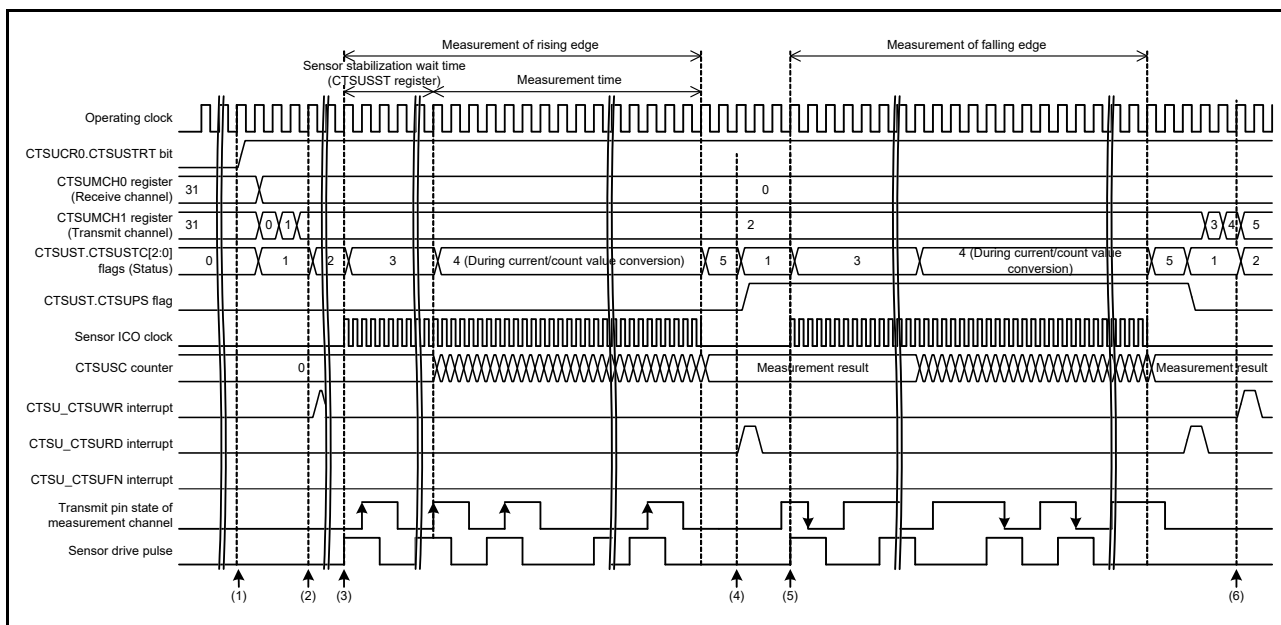 Measurement of rising edge
Measurement of falling edge
Sensor stabilization wait time
(CTSUSST register)
Measurement time
Operating clock
CTSUCR0.CTSUSTRT bit
CTSUMCH0 register
(Receive channel)
31
0
CTSUMCH1 register
(Transmit channel)
31
0
1
2
3
4
5
CTSUST.CTSUSTC[2:0]
flags (Status)
0
1
2
3
4 (During current/count value conversion)
5
1
3
4 (During current/count value
conversion)
5
1
2
CTSUST.CTSUPS flag
Sensor ICO clock
CTSUSC counter
0
Measurement result
Measurement result
CTSU_CTSUWR interrupt
CTSU_CTSURD interrupt
CTSU_CTSUFN interrupt
Transmit pin state of
measurement channel
Sensor drive pulse
(1)
(2)
(3)
(4)
(5)
(6)